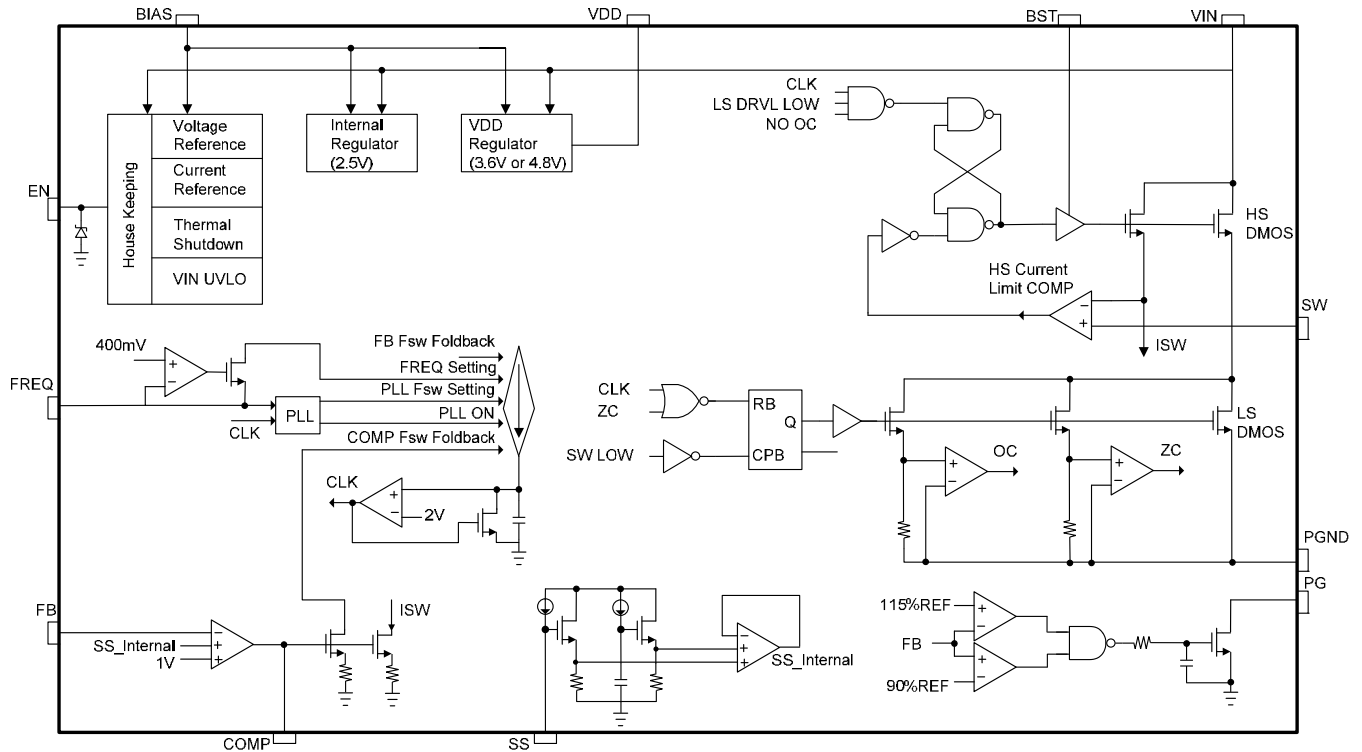 BIAS
VDD
BST
VIN
CLK
LS DRVL LOW
NO OC
Voltage
Reference
Current
Reference
Thermal
Shutdown
VIN UVLO
House Keeping
Internal
Regulator
(2.5V)
VDD
Regulator
(3.6V or 4.8V)
EN
HS
DMOS
HS Current
Limit COMP
SW
ISW
400mV
+
−
FREQ
PLL
CLK
FB Fsw Foldback
FREQ Setting
PLL Fsw Setting
PLL ON
COMP Fsw Foldback
CLK
+
−
2V
CLK
ZC
SW LOW
RB
Q
CPB
LS
DMOS
+
−
OC
+
−
ZC
−
+
PGND
PG
FB
SS_Internal
1V
−
+
+
ISW
−
+
+
SS_Internal
115%REF
FB
90%REF
+
−
+
−
COMP
SS